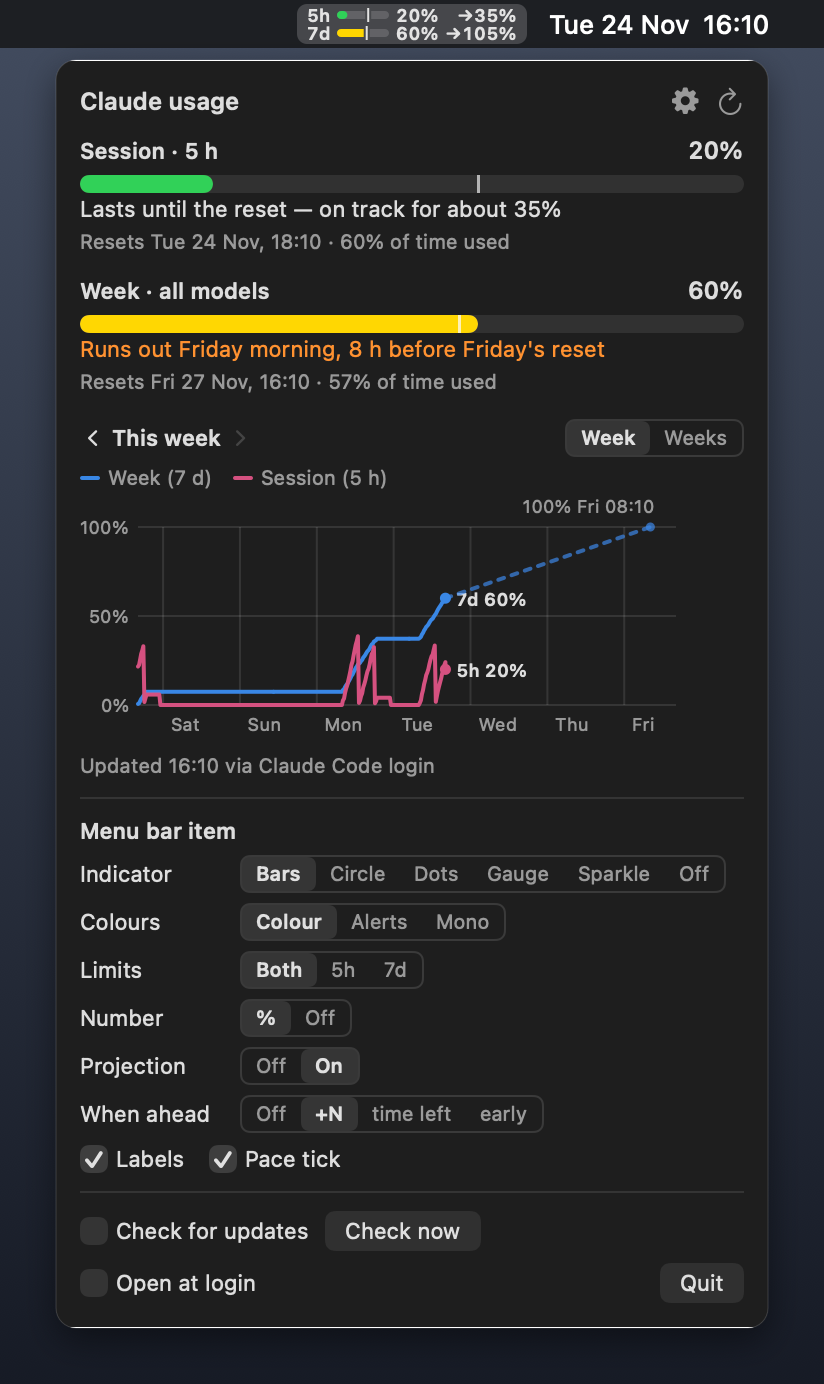 5h 20% →35%
7d 60% →105%
Tue 24 Nov 16:10
Claude usage
Session · 5 h 20%
Lasts until the reset — on track for about 35%
Resets Tue 24 Nov, 18:10 · 60% of time used
Week · all models 60%
Runs out Friday morning, 8 h before Friday's reset
Resets Fri 27 Nov, 16:10 · 57% of time used
This week Week Weeks
Week (7 d) Session (5 h)
100% Fri 08:10
100%
7d 60%
50%
5h 20%
0%
Sat Sun Mon Tue Wed Thu Fri
Updated 16:10 via Claude Code login
Menu bar item
Indicator Bars Circle Dots Gauge Sparkle Off
Colours Colour Alerts Mono
Limits Both 5h 7d
Number % Off
Projection Off On
When ahead Off +N time left early
Labels Pace tick
Check for updates Check now
Open at login Quit